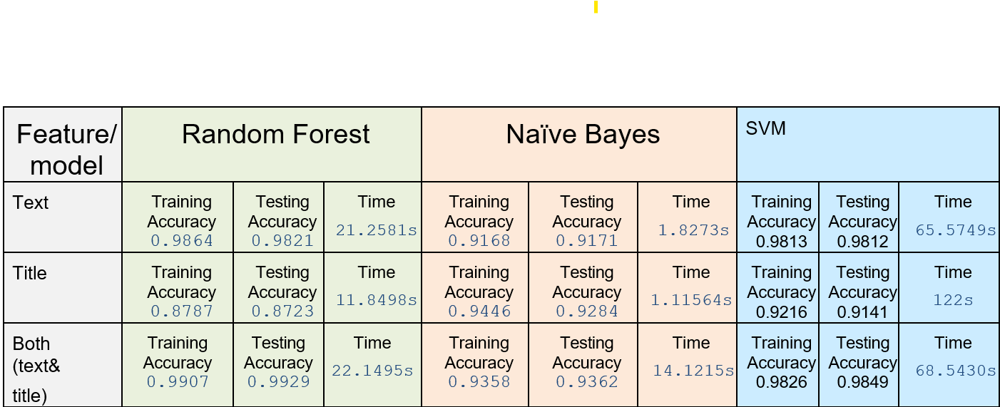 Feature/ Random Forest Naïve Bayes SVM
model
Text Training Testing Time Training Testing Time Training Testing Time
Accuracy Accuracy 21.2581s Accuracy Accuracy 1.8273s Accuracy Accuracy 65.5749s
0.9864 0.9821 0.9168 0.9171 0.9813 0.9812
Title Training Testing Time Training Testing Time Training Testing Time
Accuracy Accuracy 11.8498s Accuracy Accuracy 1.11564s Accuracy Accuracy 122s
0.8787 0.8723 0.9446 0.9284 0.9216 0.9141
Both Training Testing Time Training Testing Time Training Testing Time
(text& Accuracy Accuracy 22.1495s Accuracy Accuracy 14.1215s Accuracy Accuracy 68.5430s
title) 0.9907 0.9929 0.9358 0.9362 0.9826 0.9849